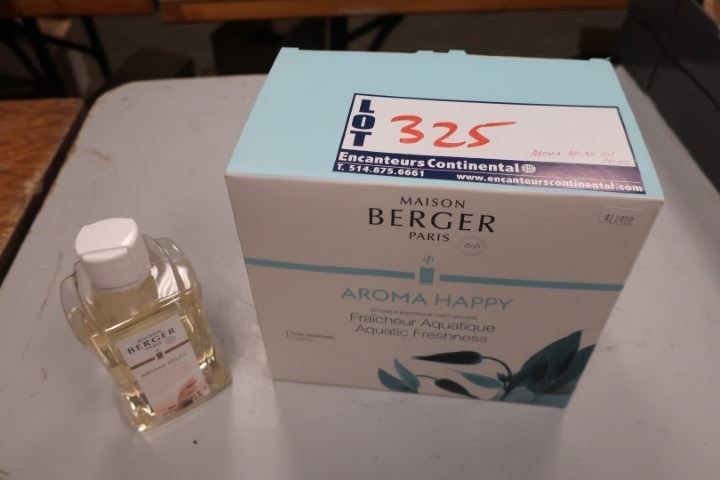 LOT
325
Encanteurs Continental
T. 514.875.6661
www.encanteurscontinental.com
MAISON
BERGER
PARIS
AROMA HAPPY
Fraîcheur Aquatique
Aquatic Freshness
MAISON
BERGER
PARIS
AROMA RELAX